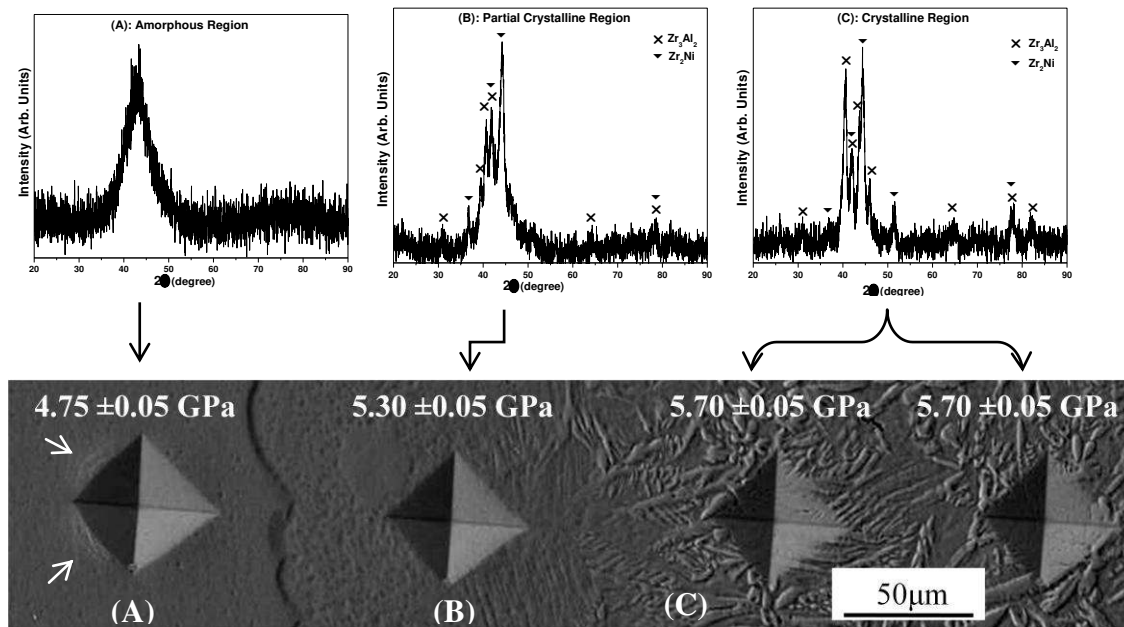 (A): Amorphous Region
Intensity (Arb. Units)
20 30 40 50 60 70 80 90
2 (degree)
(B): Partial Crystalline Region
× Zr₃Al₂
▼ Zr₂Ni
Intensity (Arb. Units)
20 30 40 50 60 70 80 90
2 (degree)
(C): Crystalline Region
× Zr₃Al₂
▼ Zr₂Ni
Intensity (Arb. Units)
20 30 40 50 60 70 80 90
2 (degree)
4.75 ±0.05 GPa
5.30 ±0.05 GPa
5.70 ±0.05 GPa
5.70 ±0.05 GPa
(A)
(B)
(C)
50μm